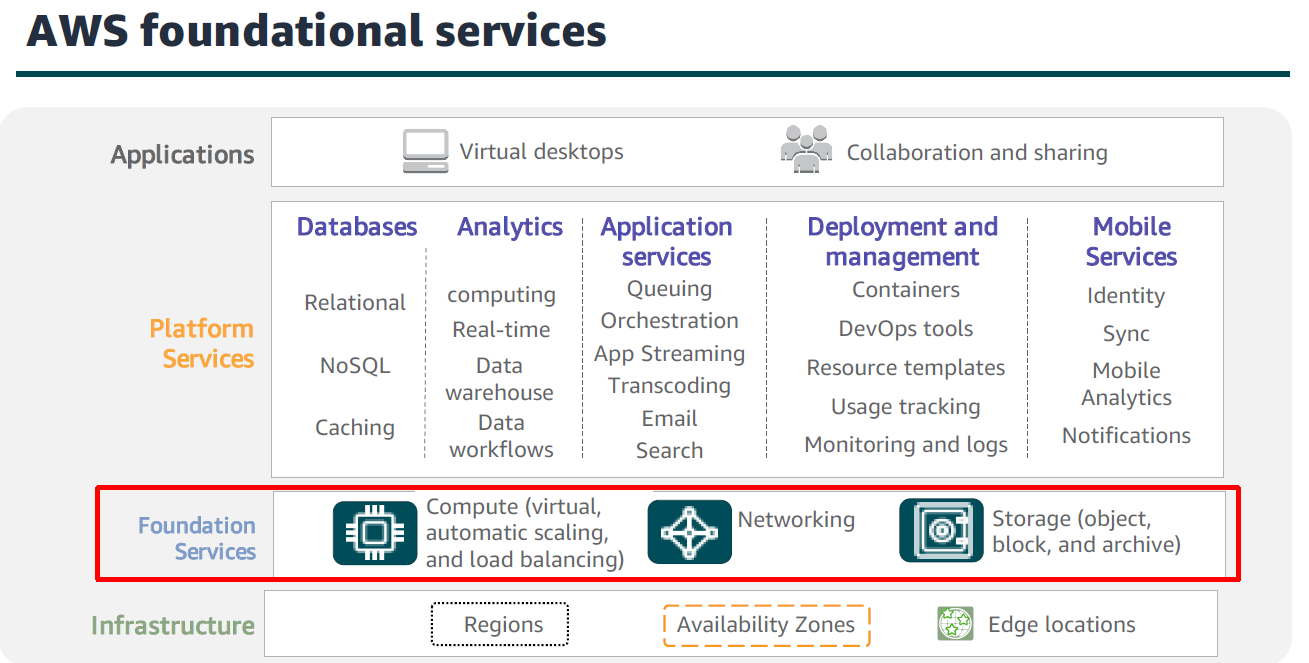 AWS foundational services
Applications
Virtual desktops
Collaboration and sharing
Platform
Services
Databases
Relational
NoSQL
Caching
Analytics
computing
Real-time
Data
warehouse
Data
workflows
Application
services
Queuing
Orchestration
App Streaming
Transcoding
Email
Search
Deployment and
management
Containers
DevOps tools
Resource templates
Usage tracking
Monitoring and logs
Mobile
Services
Identity
Sync
Mobile
Analytics
Notifications
Foundation
Services
Compute (virtual,
automatic scaling,
and load balancing)
Networking
Storage (object,
block, and archive)
Infrastructure
Regions
Availability Zones
Edge locations